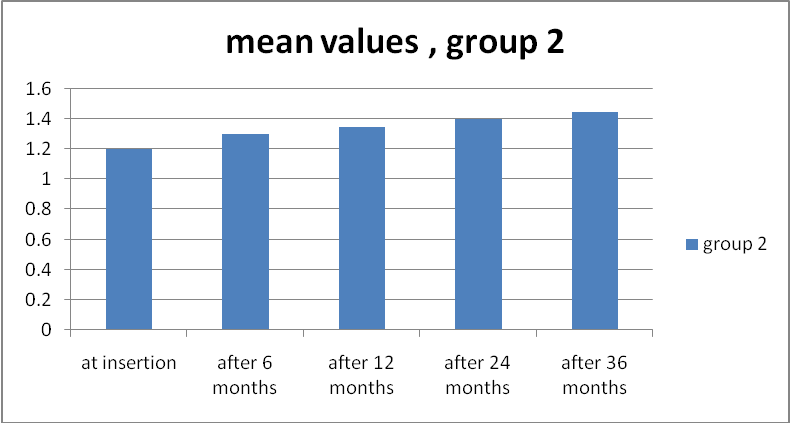 mean values , group 2
1.6
1.4
1.2
1
0.8
0.6
0.4
0.2
0
at insertion
after 6
months
after 12
months
after 24
months
after 36
months
group 2